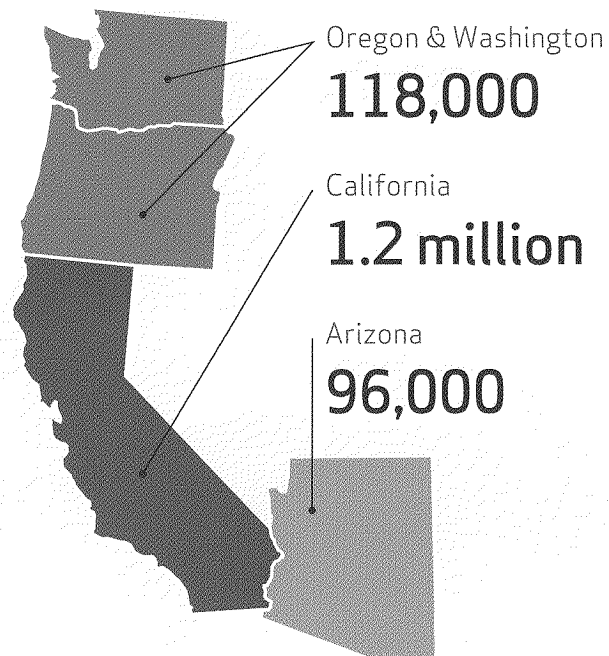 Oregon & Washington
118,000
California
1.2 million
Arizona
96,000